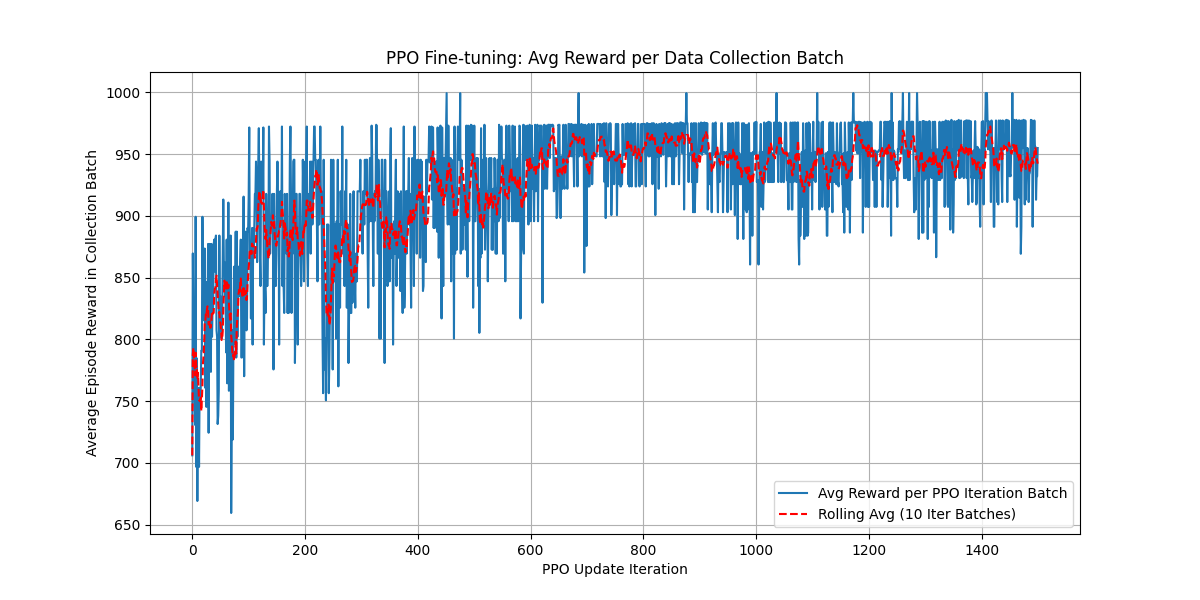 PPO Fine-tuning: Avg Reward per Data Collection Batch
Average Episode Reward in Collection Batch
1000
950
900
850
800
750
700
650
Avg Reward per PPO Iteration Batch
Rolling Avg (10 Iter Batches)
0 200 400 600 800 1000 1200 1400
PPO Update Iteration